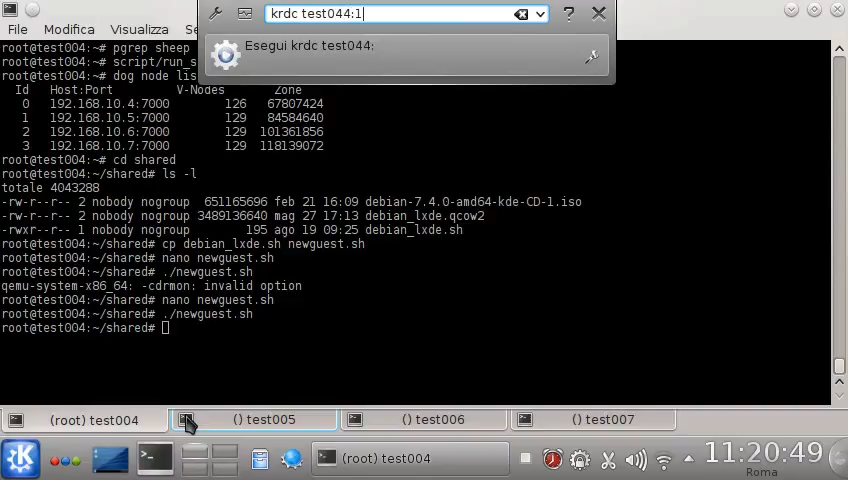 krdc test044:1
Esegui krdc test044:
File Modifica Visualizza
root@test004:~# pgrep sheep
root@test004:~# script/run_s
root@test004:~# dog node lis
Id Host:Port V-Nodes Zone
0 192.168.10.4:7000 126 67807424
1 192.168.10.5:7000 129 84584640
2 192.168.10.6:7000 129 101361856
3 192.168.10.7:7000 129 118139072
root@test004:~# cd shared
root@test004:~/shared# ls -l
totale 4043288
-rw-r--r-- 2 nobody nogroup 651165696 feb 21 16:09 debian-7.4.0-amd64-kde-CD-1.iso
-rw-r--r-- 2 nobody nogroup 3489136640 mag 27 17:13 debian_lxde.qcow2
-rwxr--r-- 1 nobody nogroup 195 ago 19 09:25 debian_lxde.sh
root@test004:~/shared# cp debian_lxde.sh newguest.sh
root@test004:~/shared# nano newguest.sh
root@test004:~/shared# ./newguest.sh
qemu-system-x86_64: -cdrmon: invalid option
root@test004:~/shared# nano newguest.sh
root@test004:~/shared# ./newguest.sh
root@test004:~/shared#
(root) test004 () test005 () test006 () test007
(root) test004
11:20:49
Roma